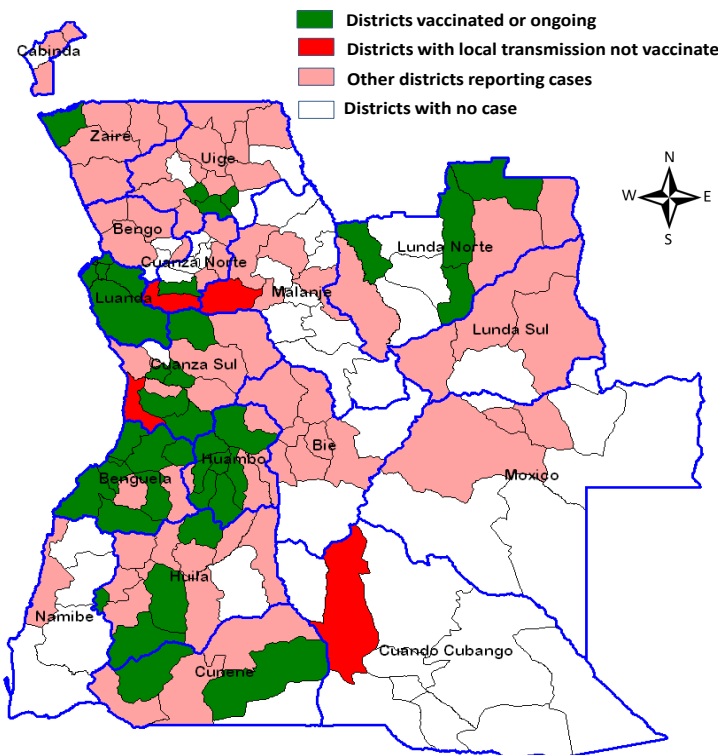 Districts vaccinated or ongoing
Districts with local transmission not vaccinate
Other districts reporting cases
Districts with no case
Cabinda
Zaire
Uige
N
W E
S
Bengo
Cuanza Norte
Lunda Norte
Luanda
Malanje
Lunda Sul
Cuanza Sul
Bie
Huambo
Benguela
Moxico
Huila
Namibe
Cuando Cubango
Cunene